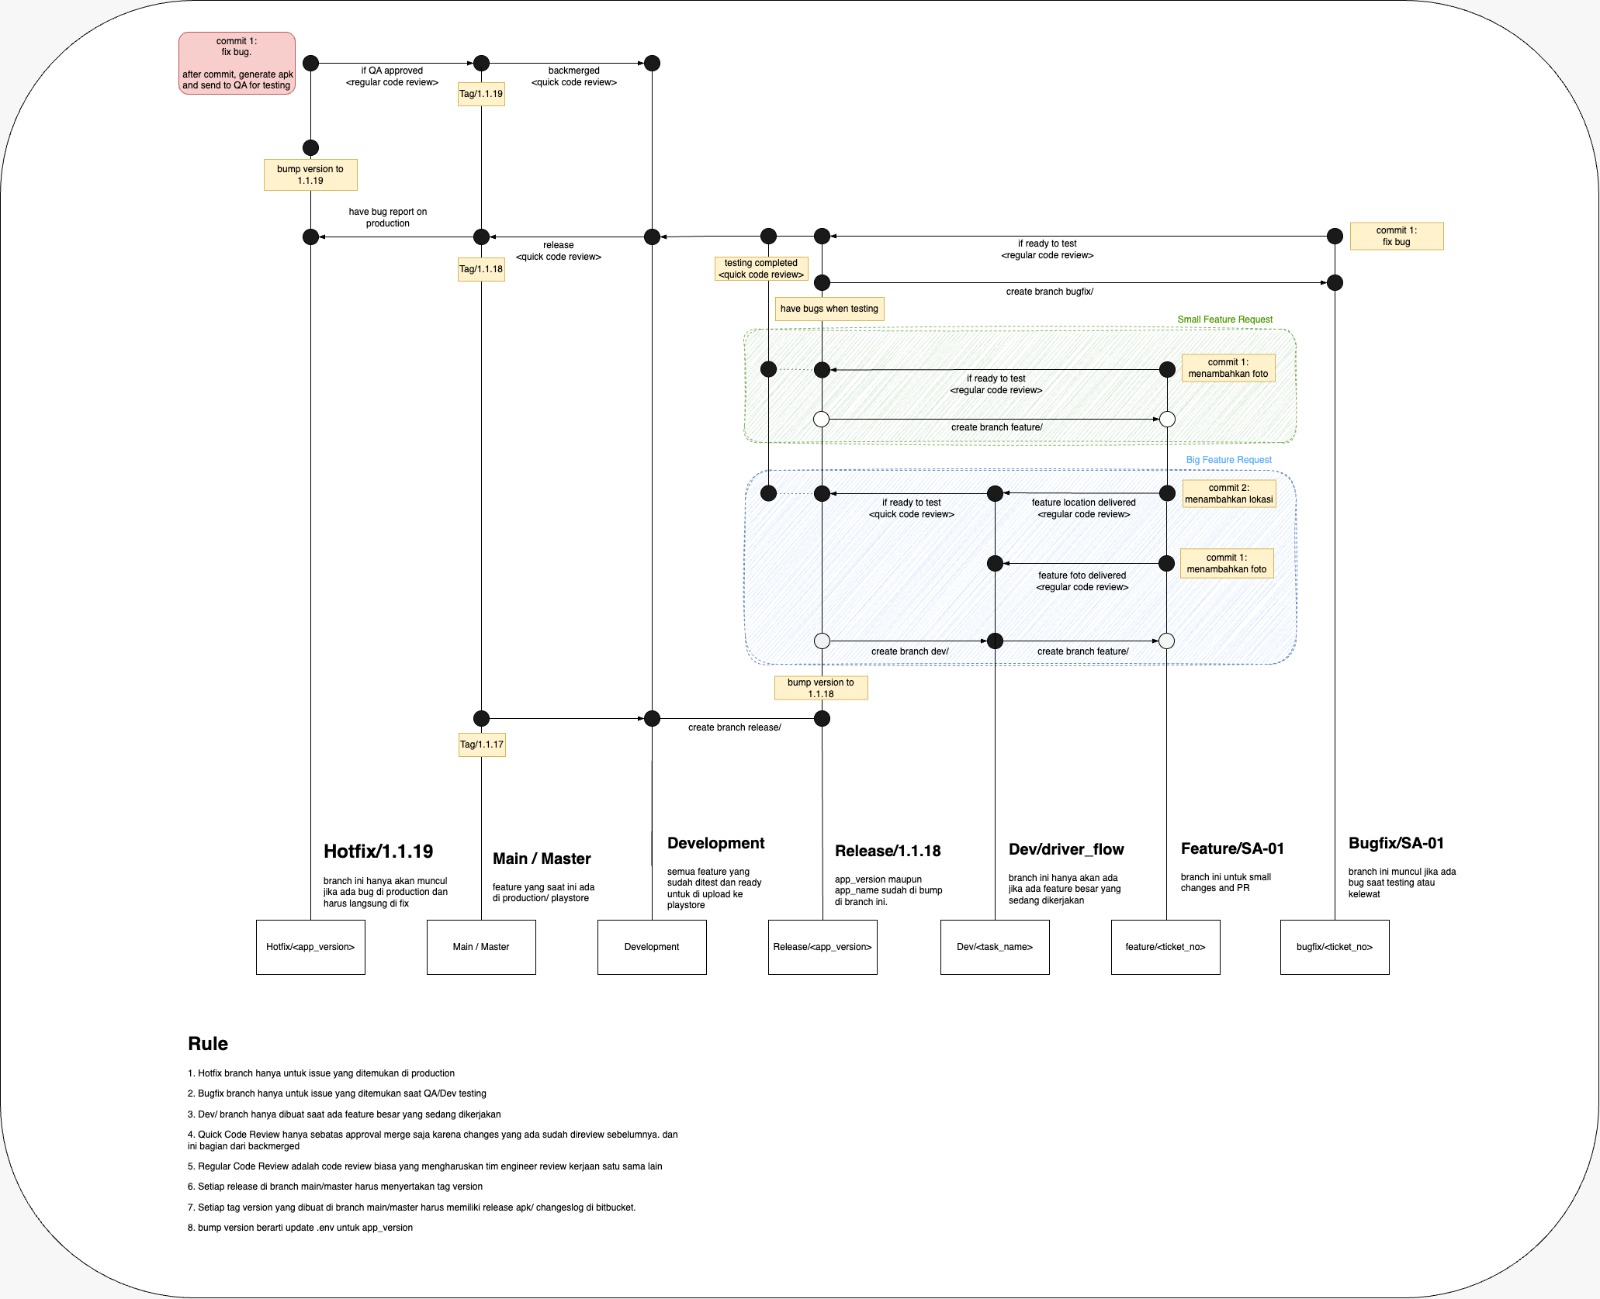 commit 1:
fix bug.
after commit, generate apk
and send to QA for testing
if QA approved
<regular code review>
backmerged
<quick code review>
Tag/1.1.19
bump version to
1.1.19
have bug report on
production
release
<quick code review>
Tag/1.1.18
testing completed
<quick code review>
if ready to test
<regular code review>
commit 1:
fix bug
create branch bugfix/
have bugs when testing
Small Feature Request
commit 1:
menambahkan foto
if ready to test
<regular code review>
create branch feature/
Big Feature Request
commit 2:
menambahkan lokasi
if ready to test
<quick code review>
feature location delivered
<regular code review>
commit 1:
menambahkan foto
feature foto delivered
<regular code review>
create branch dev/
create branch feature/
bump version to
1.1.18
create branch release/
Tag/1.1.17
Hotfix/1.1.19
branch ini hanya akan muncul
jika ada bug di production dan
harus langsung di fix
Main / Master
feature yang saat ini ada
di production/ playstore
Development
semua feature yang
sudah ditest dan ready
untuk di upload ke
playstore
Release/1.1.18
app_version maupun
app_name sudah di bump
di branch ini.
Dev/driver_flow
branch ini hanya akan ada
jika ada feature besar yang
sedang dikerjakan
Feature/SA-01
branch ini untuk small
changes and PR
Bugfix/SA-01
branch ini muncul jika ada
bug saat testing atau
kelewat
Hotfix/<app_version>
Main / Master
Development
Release/<app_version>
Dev/<task_name>
feature/<ticket_no>
bugfix/<ticket_no>
Rule
1. Hotfix branch hanya untuk issue yang ditemukan di production
2. Bugfix branch hanya untuk issue yang ditemukan saat QA/Dev testing
3. Dev/ branch hanya dibuat saat ada feature besar yang sedang dikerjakan
4. Quick Code Review hanya sebatas approval merge saja karena changes yang ada sudah direview sebelumnya. dan
ini bagian dari backmerged
5. Regular Code Review adalah code review biasa yang mengharuskan tim engineer review kerjaan satu sama lain
6. Setiap release di branch main/master harus menyertakan tag version
7. Setiap tag version yang dibuat di branch main/master harus memiliki release apk/ changeslog di bitbucket.
8. bump version berarti update .env untuk app_version